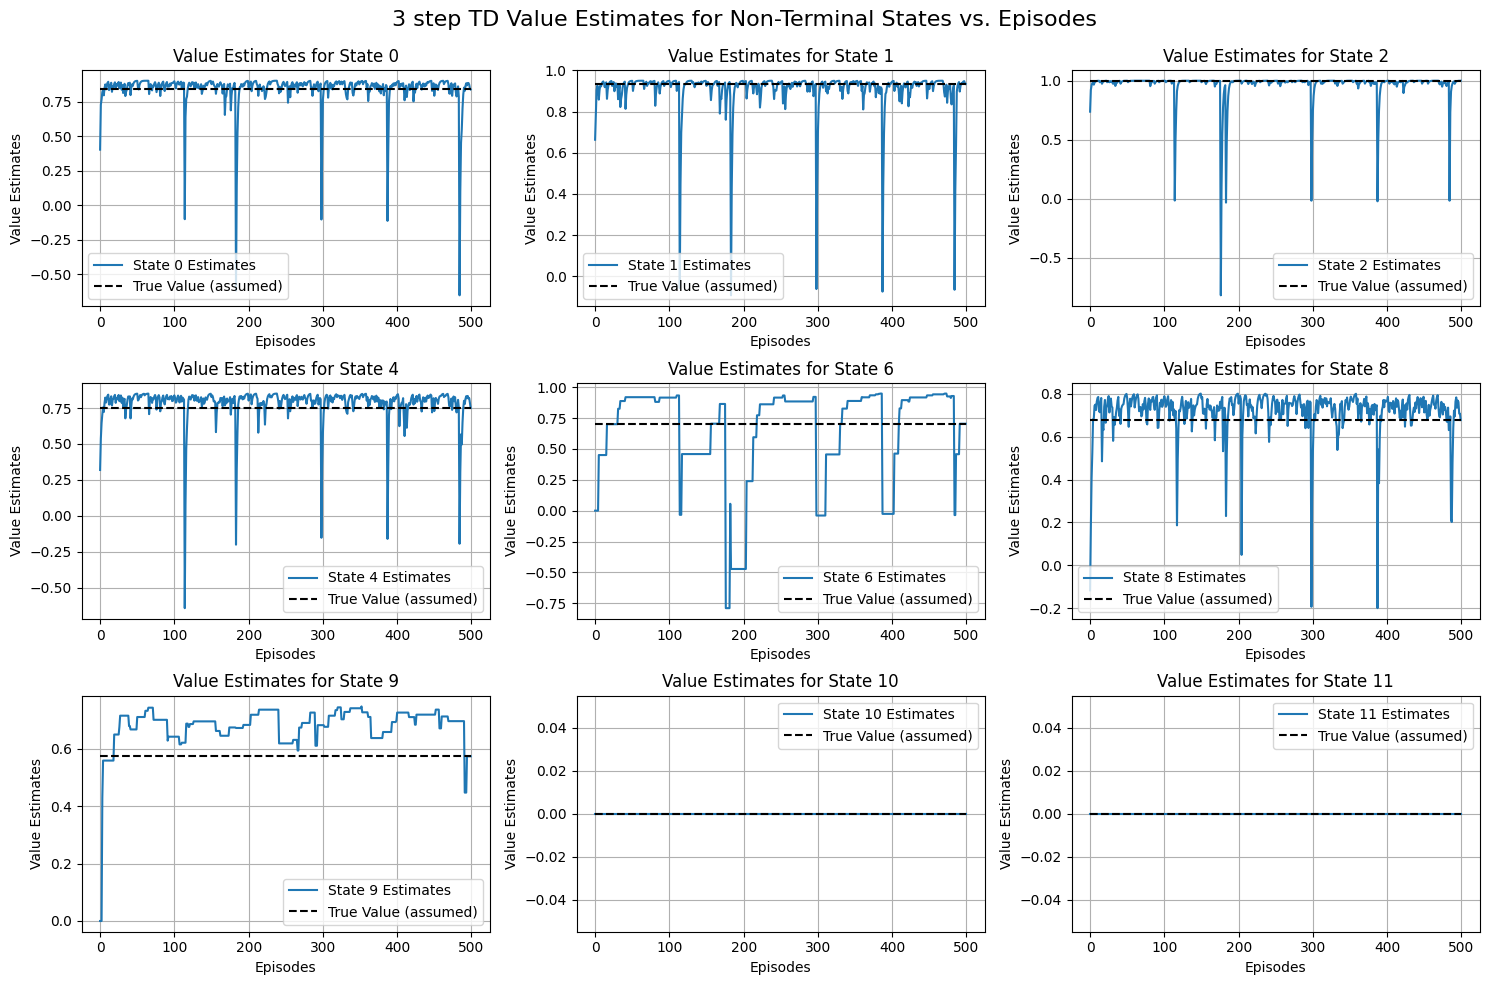 3 step TD Value Estimates for Non-Terminal States vs. Episodes
Value Estimates for State 0
Value Estimates
0.75
0.50
0.25
0.00
−0.25
−0.50
State 0 Estimates
True Value (assumed)
0 100 200 300 400 500
Episodes
Value Estimates for State 1
Value Estimates
1.0
0.8
0.6
0.4
0.2
0.0
State 1 Estimates
True Value (assumed)
0 100 200 300 400 500
Episodes
Value Estimates for State 2
Value Estimates
1.0
0.5
0.0
−0.5
State 2 Estimates
True Value (assumed)
0 100 200 300 400 500
Episodes
Value Estimates for State 4
Value Estimates
0.75
0.50
0.25
0.00
−0.25
−0.50
State 4 Estimates
True Value (assumed)
0 100 200 300 400 500
Episodes
Value Estimates for State 6
Value Estimates
1.00
0.75
0.50
0.25
0.00
−0.25
−0.50
−0.75
State 6 Estimates
True Value (assumed)
0 100 200 300 400 500
Episodes
Value Estimates for State 8
Value Estimates
0.8
0.6
0.4
0.2
0.0
−0.2
State 8 Estimates
True Value (assumed)
0 100 200 300 400 500
Episodes
Value Estimates for State 9
Value Estimates
0.6
0.4
0.2
0.0
State 9 Estimates
True Value (assumed)
0 100 200 300 400 500
Episodes
Value Estimates for State 10
Value Estimates
0.04
0.02
0.00
−0.02
−0.04
State 10 Estimates
True Value (assumed)
0 100 200 300 400 500
Episodes
Value Estimates for State 11
Value Estimates
0.04
0.02
0.00
−0.02
−0.04
State 11 Estimates
True Value (assumed)
0 100 200 300 400 500
Episodes